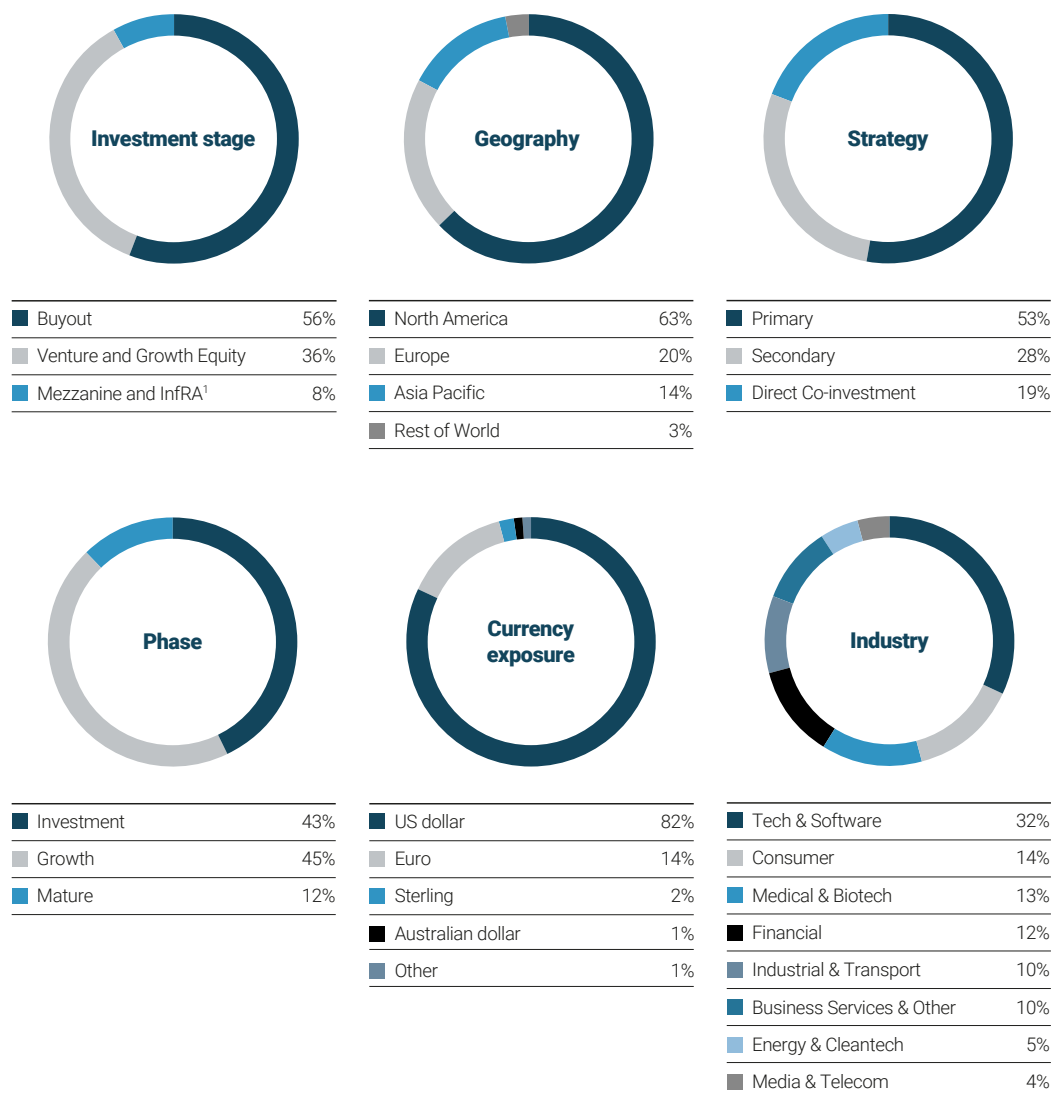 Investment stage
Buyout 56%
Venture and Growth Equity 36%
Mezzanine and InfRA¹ 8%
Geography
North America 63%
Europe 20%
Asia Pacific 14%
Rest of World 3%
Strategy
Primary 53%
Secondary 28%
Direct Co-investment 19%
Phase
Investment 43%
Growth 45%
Mature 12%
Currency
exposure
US dollar 82%
Euro 14%
Sterling 2%
Australian dollar 1%
Other 1%
Industry
Tech & Software 32%
Consumer 14%
Medical & Biotech 13%
Financial 12%
Industrial & Transport 10%
Business Services & Other 10%
Energy & Cleantech 5%
Media & Telecom 4%